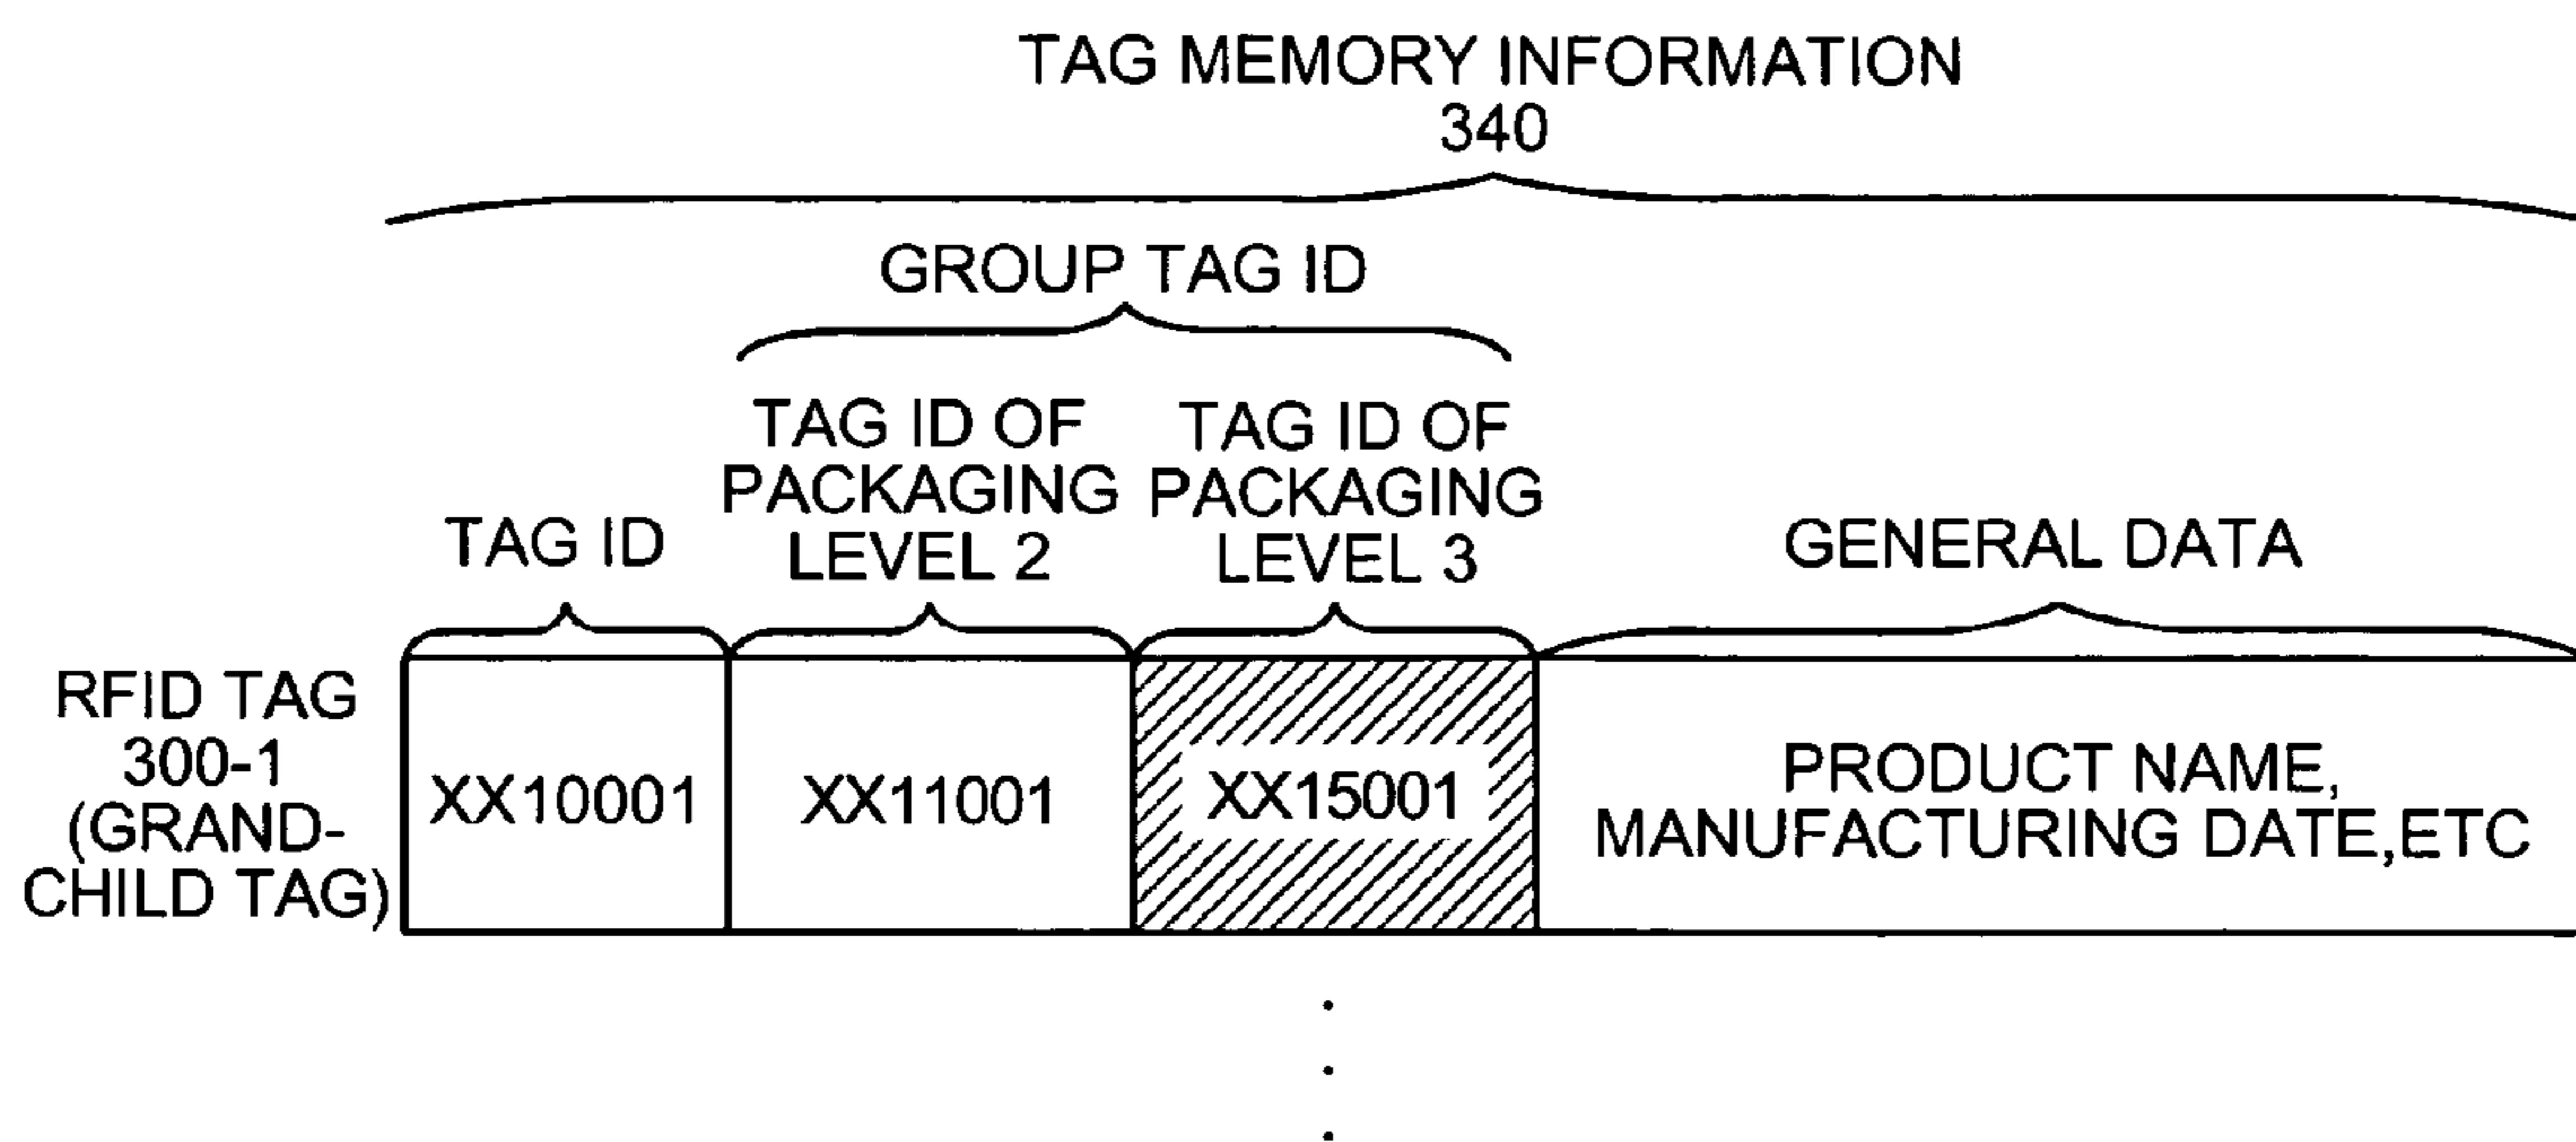 TAG MEMORY INFORMATION
340
GROUP TAG ID
TAG ID
TAG ID OF
PACKAGING
LEVEL 2
TAG ID OF
PACKAGING
LEVEL 3
GENERAL DATA
RFID TAG
300-1
(GRAND-
CHILD TAG)
XX10001
XX11001
XX15001
PRODUCT NAME,
MANUFACTURING DATE,ETC